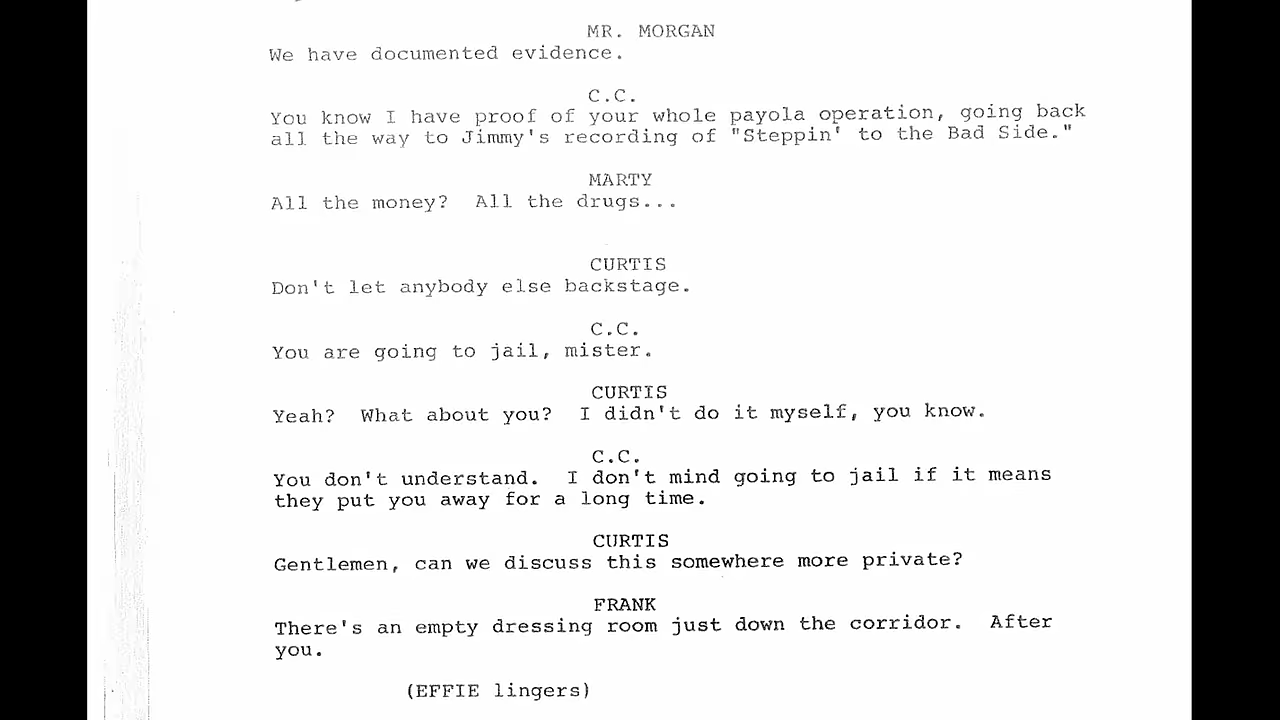 MR. MORGAN
We have documented evidence.
C.C.
You know I have proof of your whole payola operation, going back
all the way to Jimmy's recording of "Steppin' to the Bad Side."
MARTY
All the money?  All the drugs...
CURTIS
Don't let anybody else backstage.
C.C.
You are going to jail, mister.
CURTIS
Yeah?  What about you?  I didn't do it myself, you know.
C.C.
You don't understand.  I don't mind going to jail if it means
they put you away for a long time.
CURTIS
Gentlemen, can we discuss this somewhere more private?
FRANK
There's an empty dressing room just down the corridor.  After
you.
(EFFIE lingers)